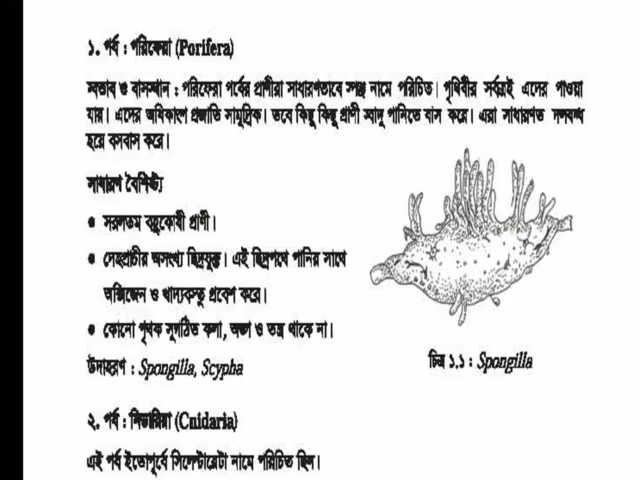 ১. পর্ব : পরিফেরা (Porifera)
স্বভাব ও বাসস্থান : পরিফেরা পর্বের প্রাণীরা সাধারণভাবে স্পঞ্জ নামে পরিচিত। পৃথিবীর সর্বত্রই এদের পাওয়া
যায়। এদের অধিকাংশ প্রজাতি সামুদ্রিক। তবে কিছু কিছু প্রাণী স্বাদু পানিতে বাস করে। এরা সাধারণত দলবদ্ধ
হয়ে বসবাস করে।
সাধারণ বৈশিষ্ট্য
● সরলতম বহুকোষী প্রাণী।
● দেহপ্রাচীর অসংখ্য ছিদ্রযুক্ত। এই ছিদ্রপথে পানির সাথে
অক্সিজেন ও খাদ্যবস্তু প্রবেশ করে।
● কোনো পৃথক সুগঠিত কলা, অঙ্গ ও তন্ত্র থাকে না।
উদাহরণ : Spongilla, Scypha
চিত্র ১.১ : Spongilla
২. পর্ব : নিডারিয়া (Cnidaria)
এই পর্ব ইতোপূর্বে সিলেন্টারেটা নামে পরিচিত ছিল।